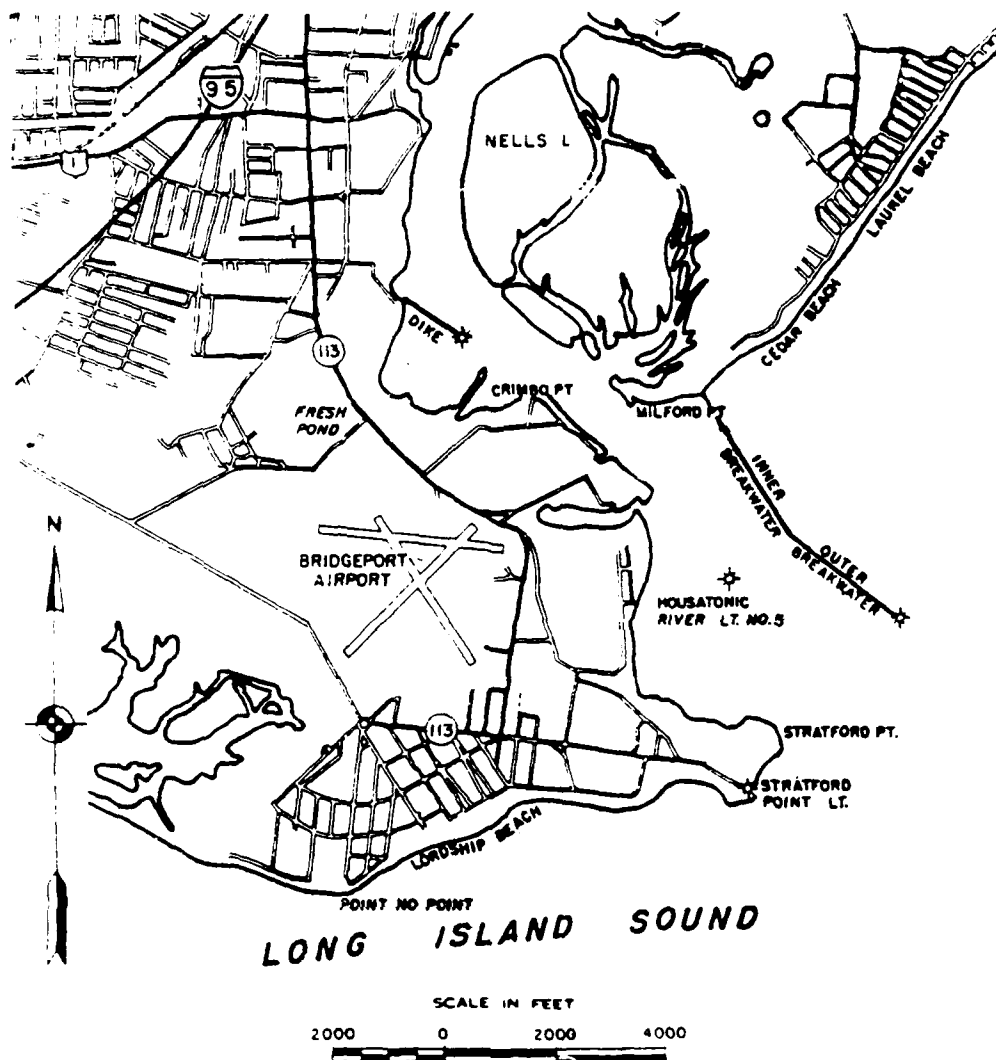 95
1
NELLS I.
LAUREL BEACH
CEDAR BEACH
DIKE
113
CRIMBO PT
MILFORD PT.
FRESH
POND
INNER
BREAKWATER
OUTER
BREAKWATER
N
BRIDGEPORT
AIRPORT
HOUSATONIC
RIVER LT. NO. 5
113
STRATFORD PT.
STRATFORD
POINT LT.
LORDSHIP BEACH
POINT NO POINT
LONG ISLAND SOUND
SCALE IN FEET
2000 0 2000 4000